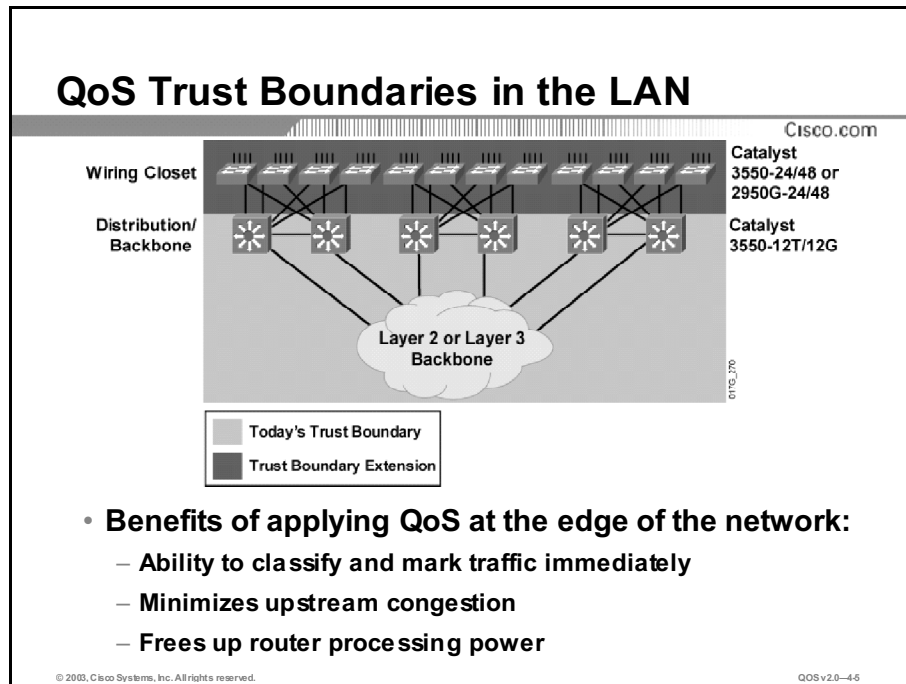 QoS Trust Boundaries in the LAN
Cisco.com
Wiring Closet
Catalyst
3550-24/48 or
2950G-24/48
Distribution/
Backbone
Catalyst
3550-12T/12G
Layer 2 or Layer 3
Backbone
017G_270
Today's Trust Boundary
Trust Boundary Extension
• Benefits of applying QoS at the edge of the network:
– Ability to classify and mark traffic immediately
– Minimizes upstream congestion
– Frees up router processing power
© 2003, Cisco Systems, Inc. All rights reserved.
QOS v2.0—4-5